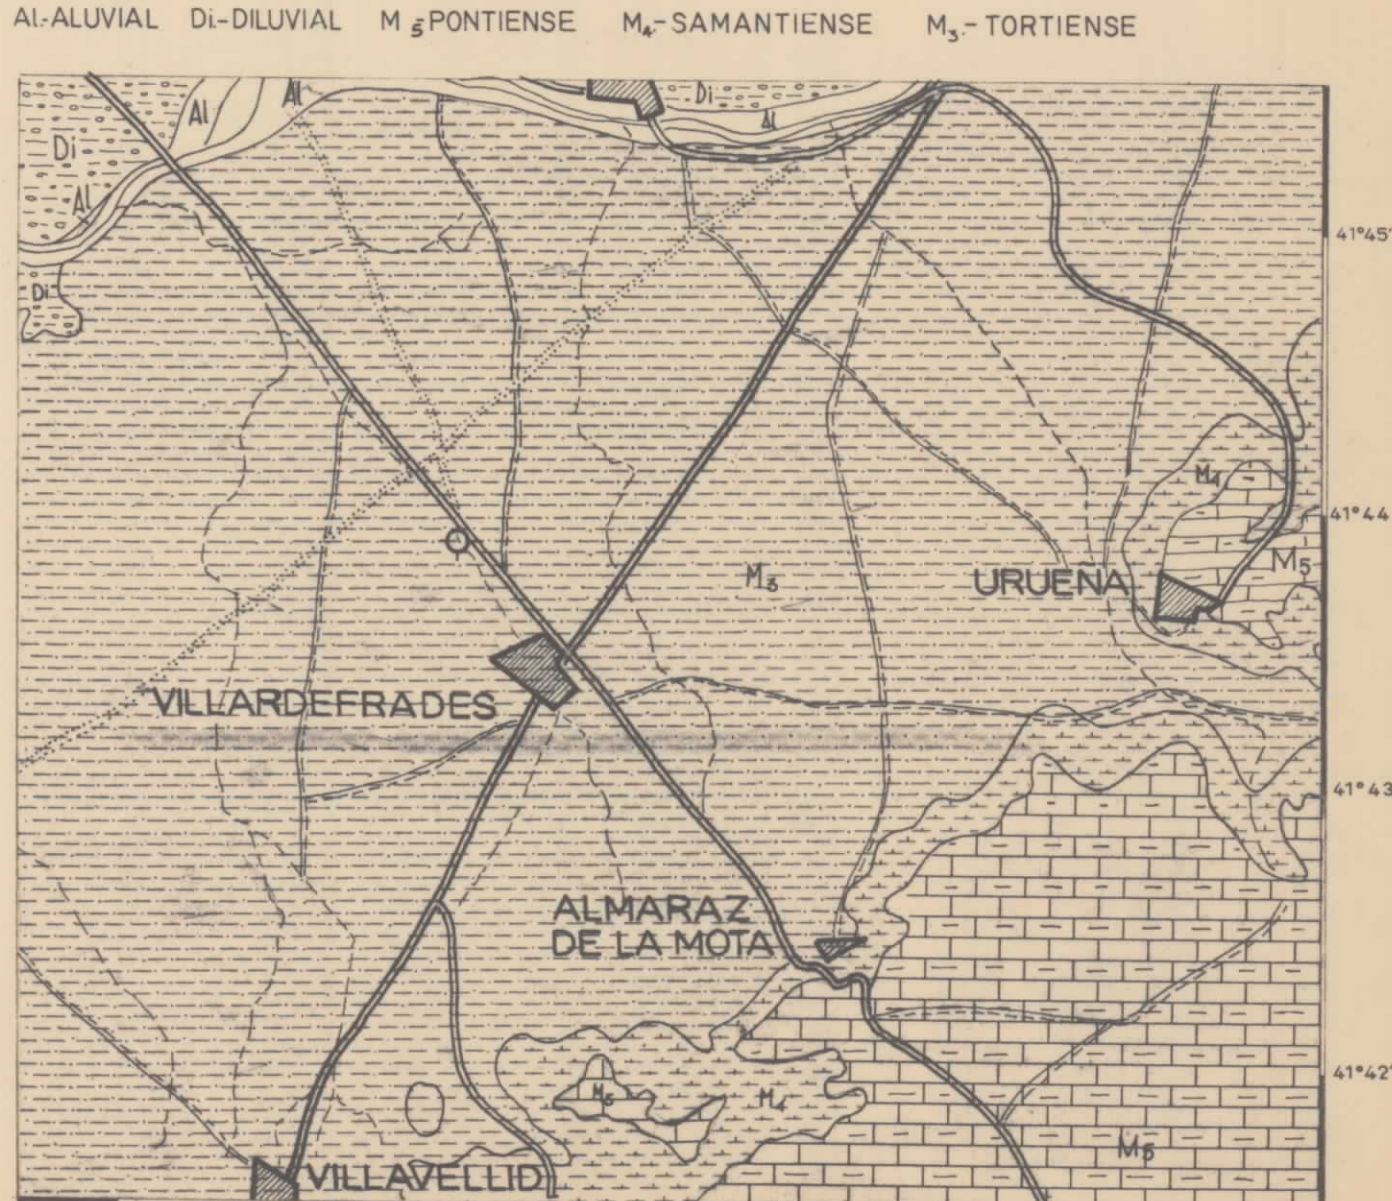 Al.-ALUVIAL Di.-DILUVIAL M5 PONTIENSE M4.-SAMANTIENSE M3.- TORTIENSE
Al
Al
Di
Al
Di
Al
Di
41°45'
M4
41°44
M5
M3
URUEÑA
VILLARDEFRADES
41°43
ALMARAZ
DE LA MOTA
41°42'
M5
M4
M5
VILLAVELLID